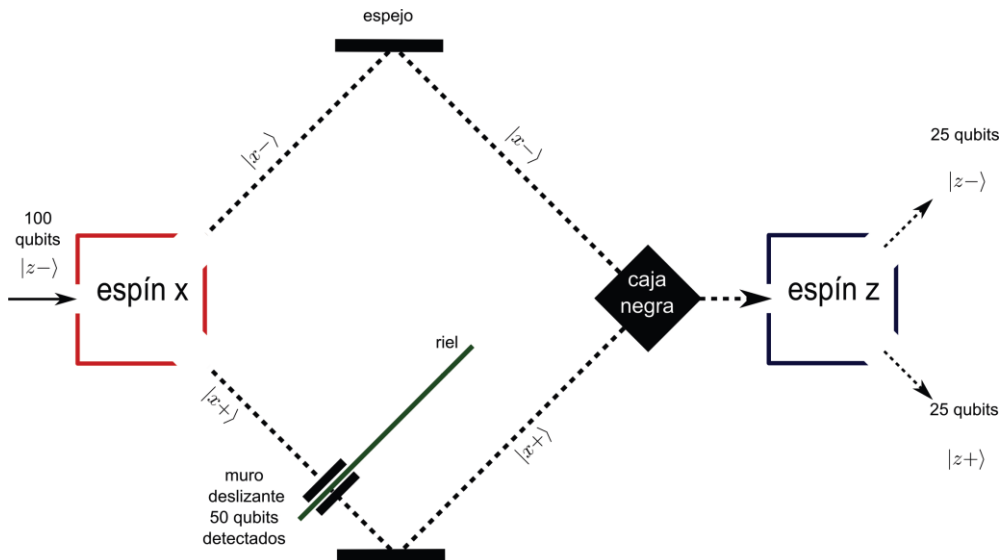 espejo
|x−⟩
|x−⟩
25 qubits
|z−⟩
100
qubits
|z−⟩
espín x
caja
negra
espín z
riel
|x+⟩
|x+⟩
muro
deslizante
50 qubits
detectados
25 qubits
|z+⟩